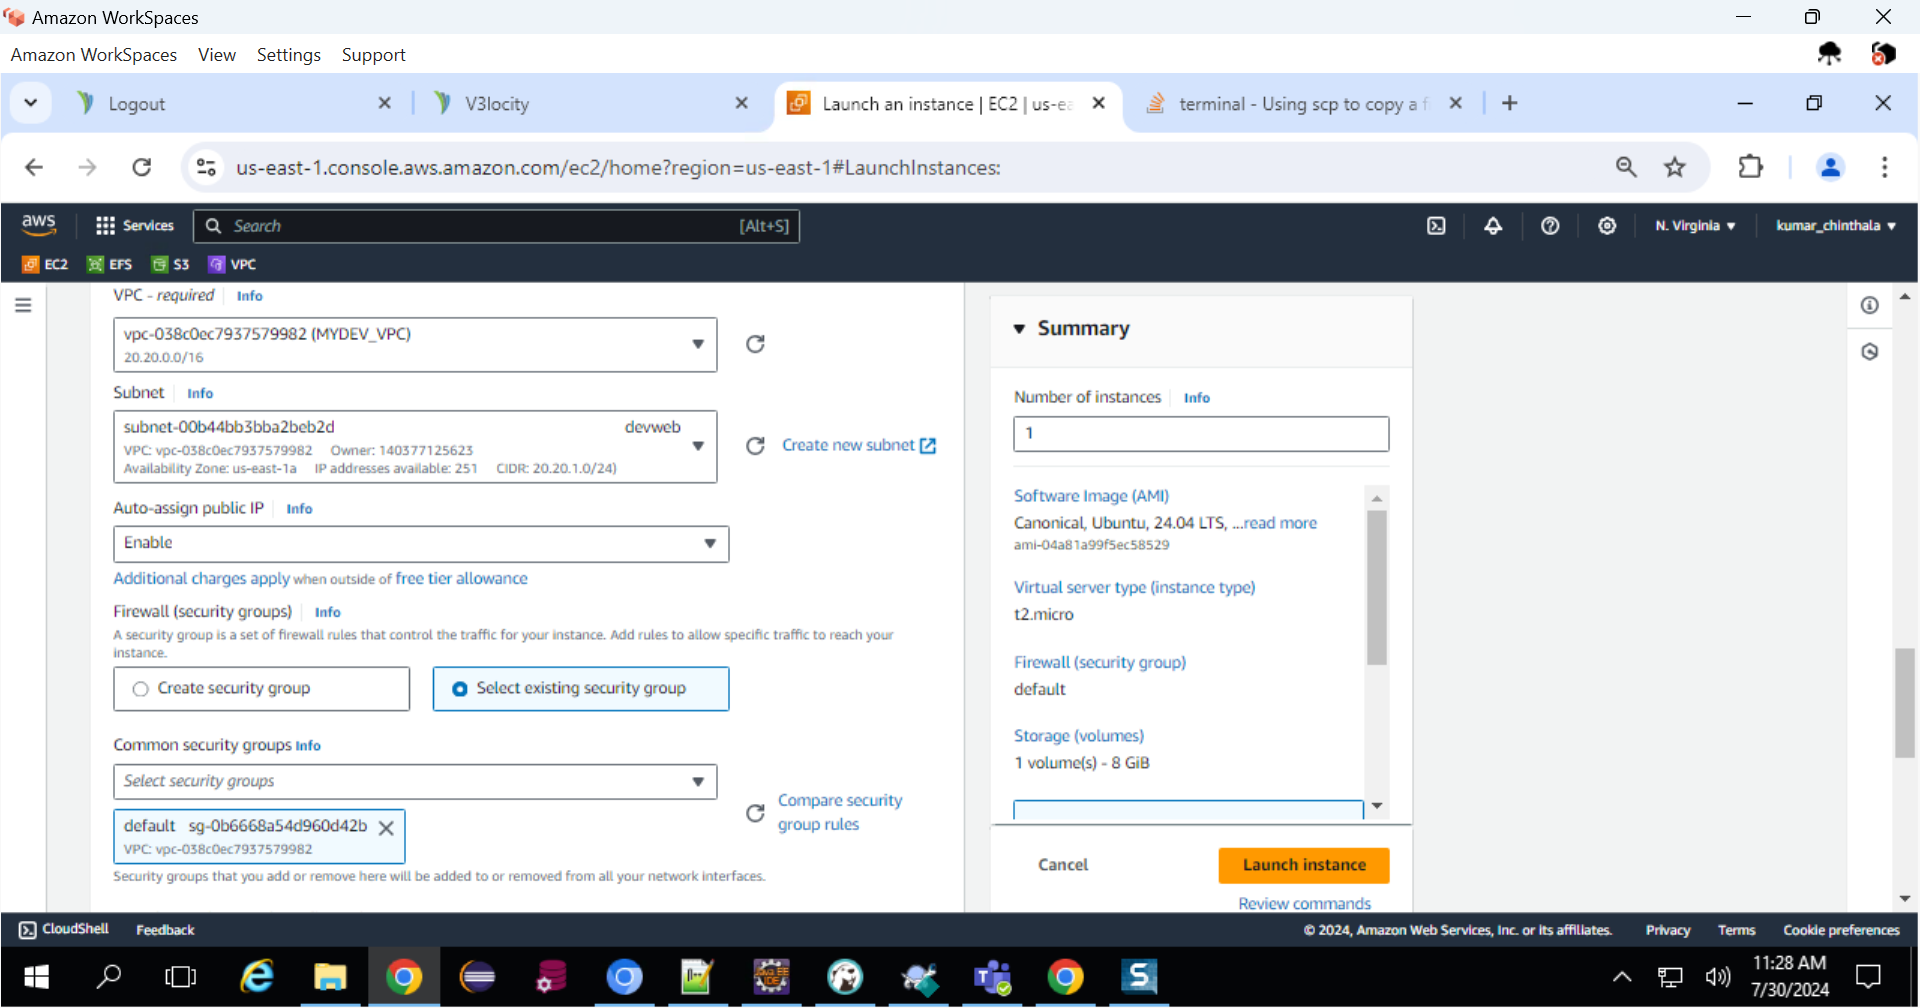 Amazon WorkSpaces
Amazon WorkSpaces View Settings Support
Logout
V3locity
Launch an instance | EC2 | us-ea
terminal - Using scp to copy a f
us-east-1.console.aws.amazon.com/ec2/home?region=us-east-1#LaunchInstances:
aws
Services
Search
[Alt+S]
N. Virginia
kumar_chinthala
EC2 EFS S3 VPC
VPC - required Info
vpc-038c0ec7937579982 (MYDEV_VPC)
20.20.0.0/16
Subnet Info
subnet-00b44bb3bba2beb2d devweb
VPC: vpc-038c0ec7937579982 Owner: 140377125623
Availability Zone: us-east-1a IP addresses available: 251 CIDR: 20.20.1.0/24)
Create new subnet
Auto-assign public IP Info
Enable
Additional charges apply when outside of free tier allowance
Firewall (security groups) Info
A security group is a set of firewall rules that control the traffic for your instance. Add rules to allow specific traffic to reach your
instance.
Create security group
Select existing security group
Common security groups Info
Select security groups
default sg-0b6668a54d960d42b
VPC: vpc-038c0ec7937579982
Compare security
group rules
Security groups that you add or remove here will be added to or removed from all your network interfaces.
Summary
Number of instances Info
1
Software Image (AMI)
Canonical, Ubuntu, 24.04 LTS, ...read more
ami-04a81a99f5ec58529
Virtual server type (instance type)
t2.micro
Firewall (security group)
default
Storage (volumes)
1 volume(s) - 8 GiB
Cancel
Launch instance
Review commands
CloudShell Feedback
© 2024, Amazon Web Services, Inc. or its affiliates. Privacy Terms Cookie preferences
11:28 AM
7/30/2024